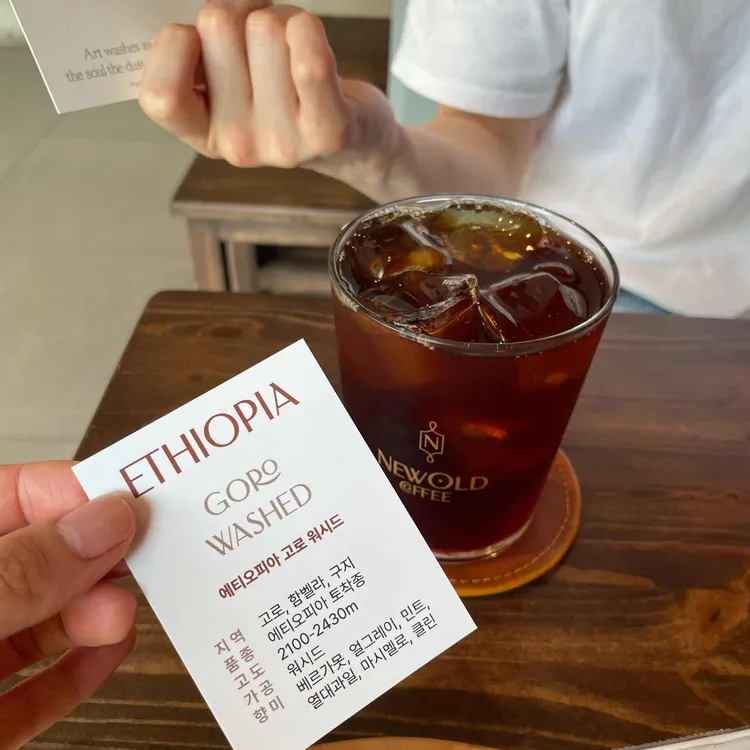 Art washes
the soul the dust
ETHIOPIA
GORO
WASHED
에티오피아 고로 워시드
지역 고로, 함벨라, 구지
품종 에티오피아 토착종
고도 2100-2430m
가공 워시드
향미 베르가못, 얼그레이, 민트,
열대과일, 마시멜로, 클린
N
NEWOLD
COFFEE